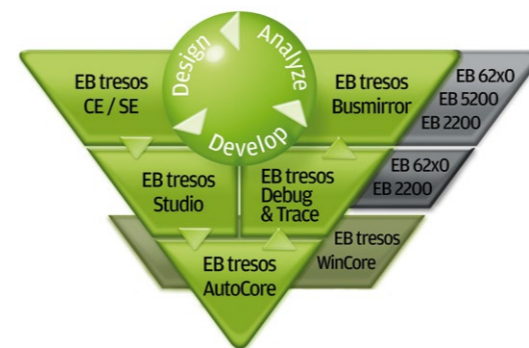 Design
Analyze
Develop
EB tresos
CE / SE
EB tresos
Busmirror
EB 62x0
EB 5200
EB 2200
EB tresos
Studio
EB tresos
Debug
& Trace
EB 62x0
EB 2200
EB tresos
AutoCore
EB tresos
WinCore